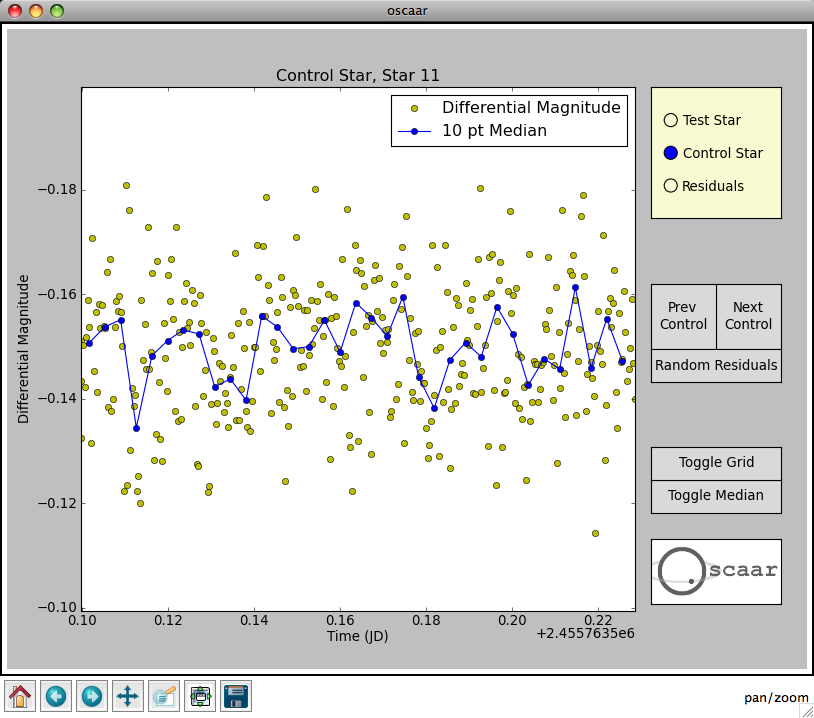 oscaar
Control Star, Star 11
Differential Magnitude
10 pt Median
Test Star
Control Star
Residuals
−0.18
−0.16
−0.14
−0.12
−0.10
Differential Magnitude
0.10 0.12 0.14 0.16 0.18 0.20 0.22
Time (JD)
+2.4557635e6
Prev
Control
Next
Control
Random Residuals
Toggle Grid
Toggle Median
Oscaar
pan/zoom